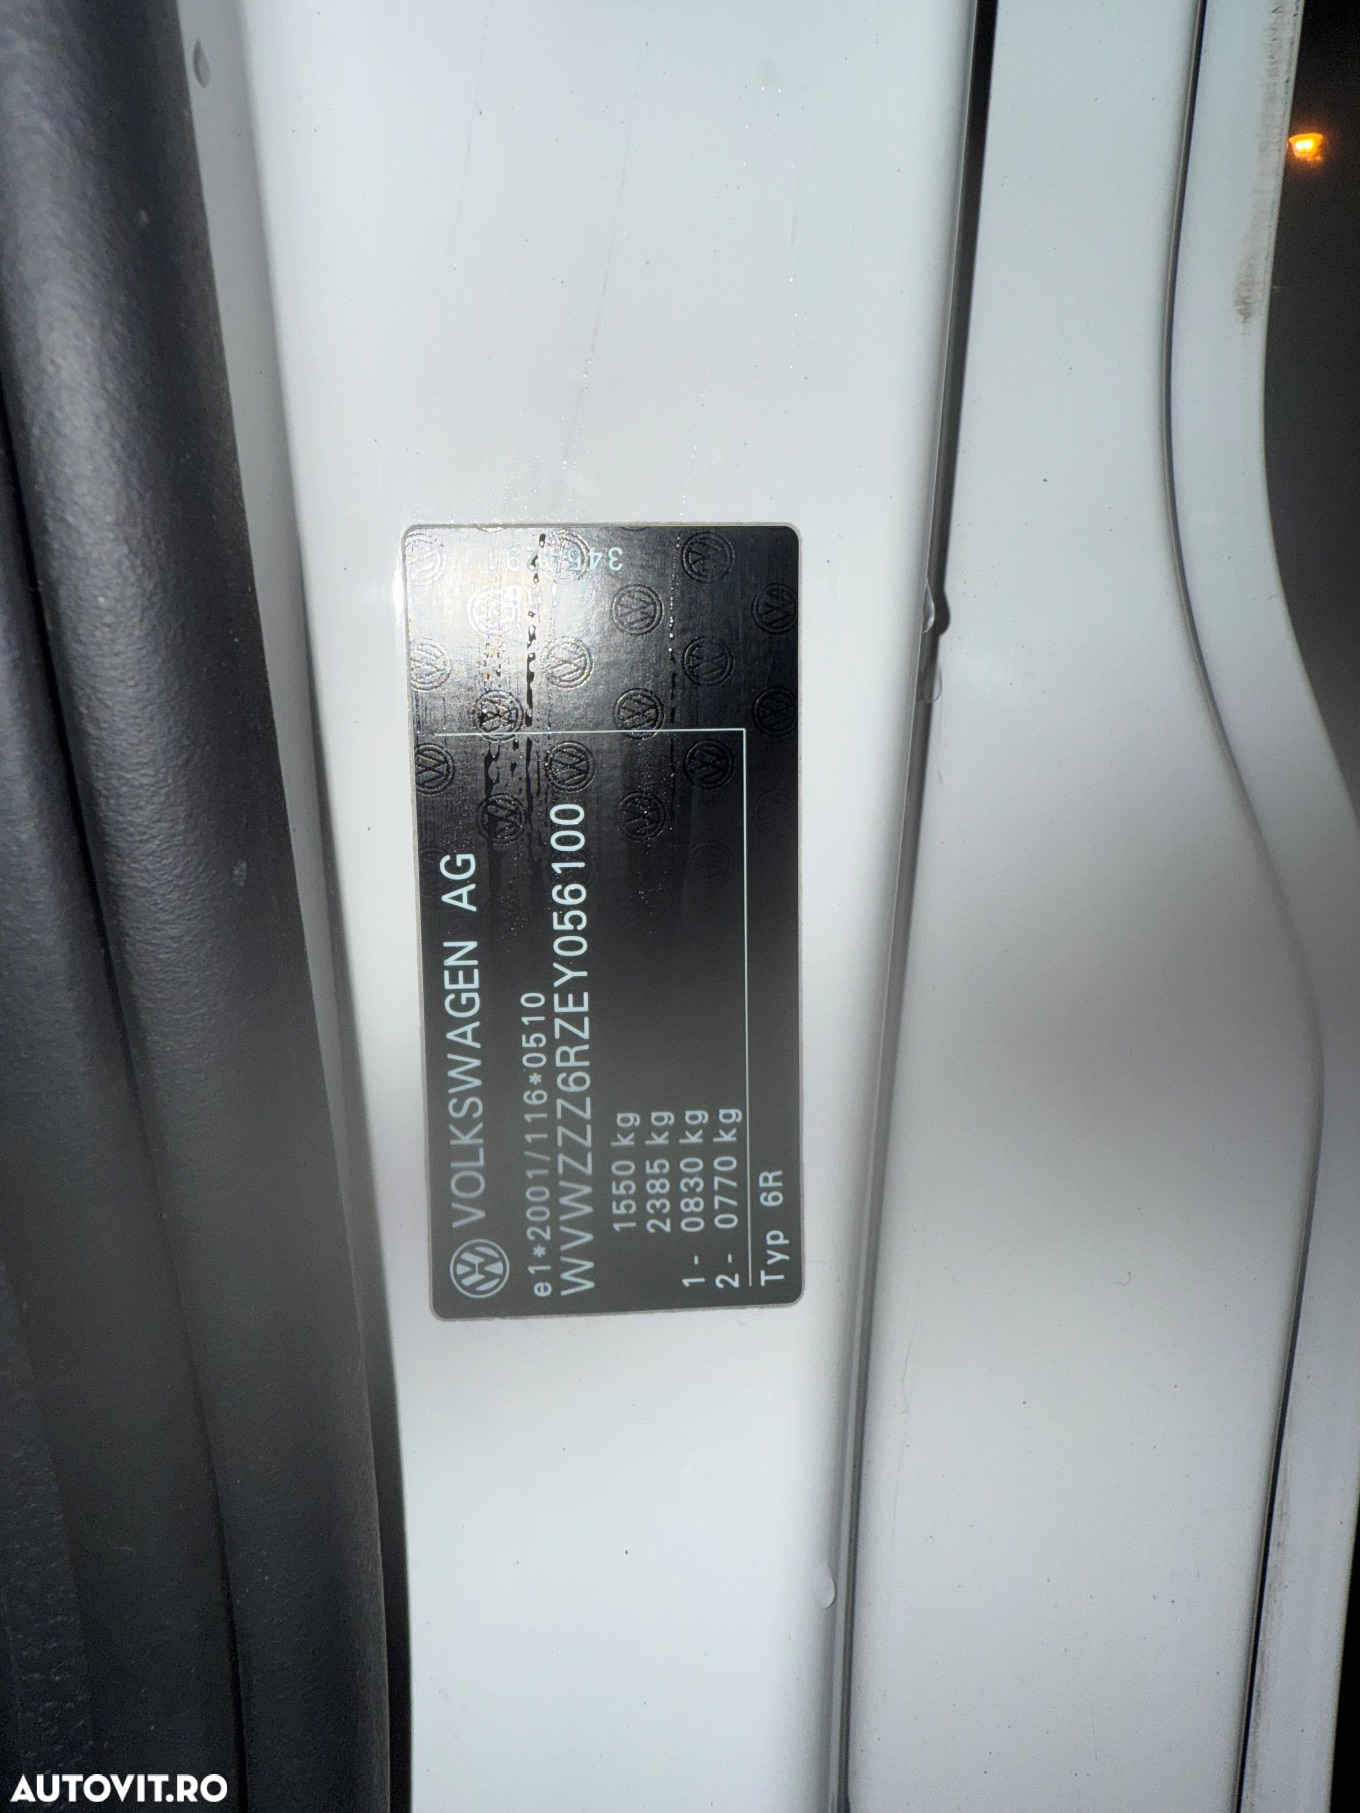 VOLKSWAGEN AG
e1*2001/116*0510
WVWZZZ6RZEY056100
1550 kg
2385 kg
1 - 0830 kg
2 - 0770 kg
Typ 6R
AUTOVIT.RO